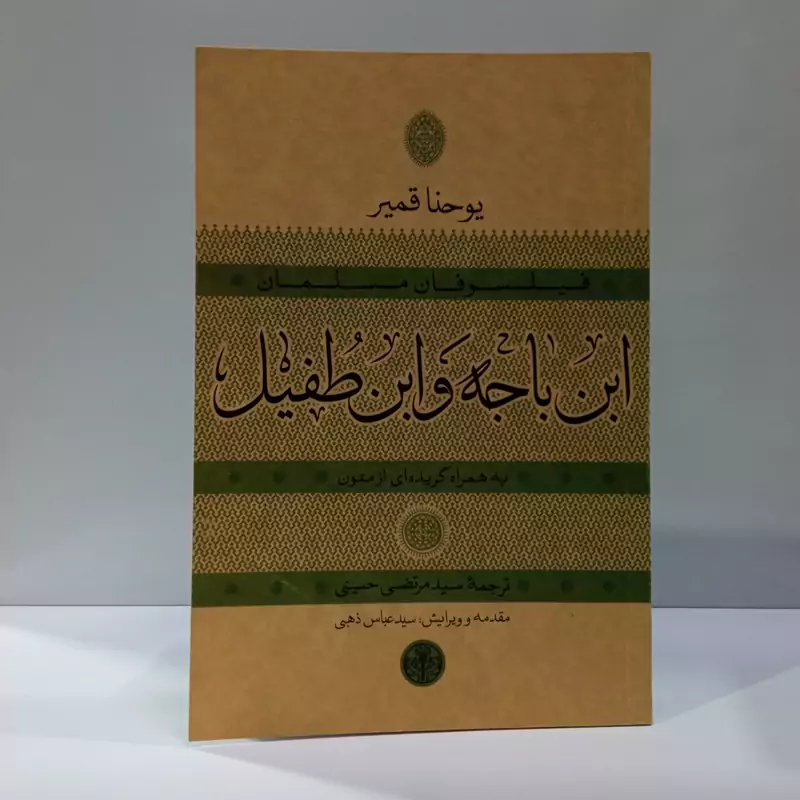 یوحنا قمیر
فیلسوفان مسلمان
ابن باجه و ابن طُفیل
به همراه گزیده‌ای از متون
ترجمهٔ سید مرتضی حسینی
مقدمه و ویرایش: سید عباس ذهبی